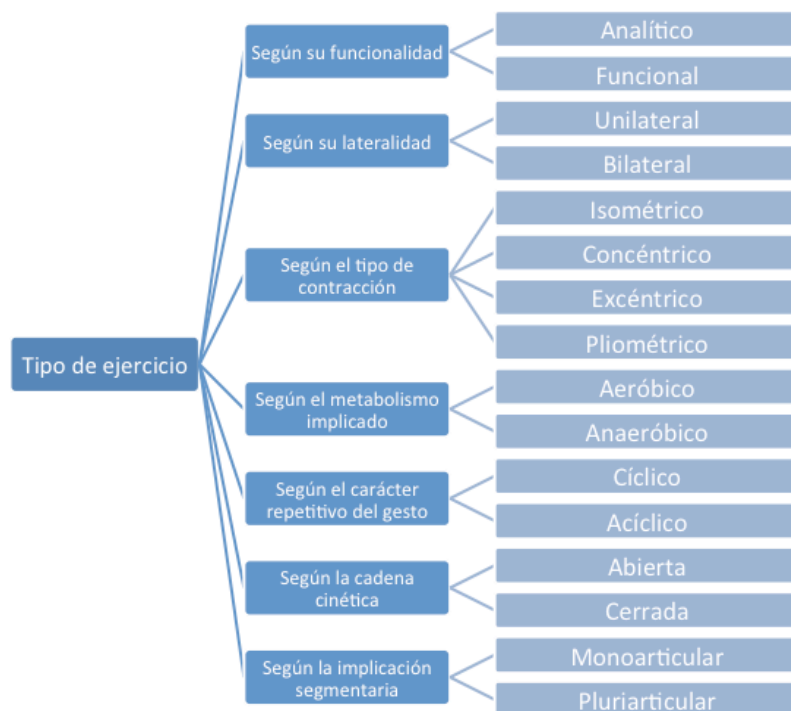 Tipo de ejercicio
Según su funcionalidad
Analítico
Funcional
Según su lateralidad
Unilateral
Bilateral
Según el tipo de
contracción
Isométrico
Concéntrico
Excéntrico
Pliométrico
Según el metabolismo
implicado
Aeróbico
Anaeróbico
Según el carácter
repetitivo del gesto
Cíclico
Acíclico
Según la cadena
cinética
Abierta
Cerrada
Según la implicación
segmentaria
Monoarticular
Pluriarticular